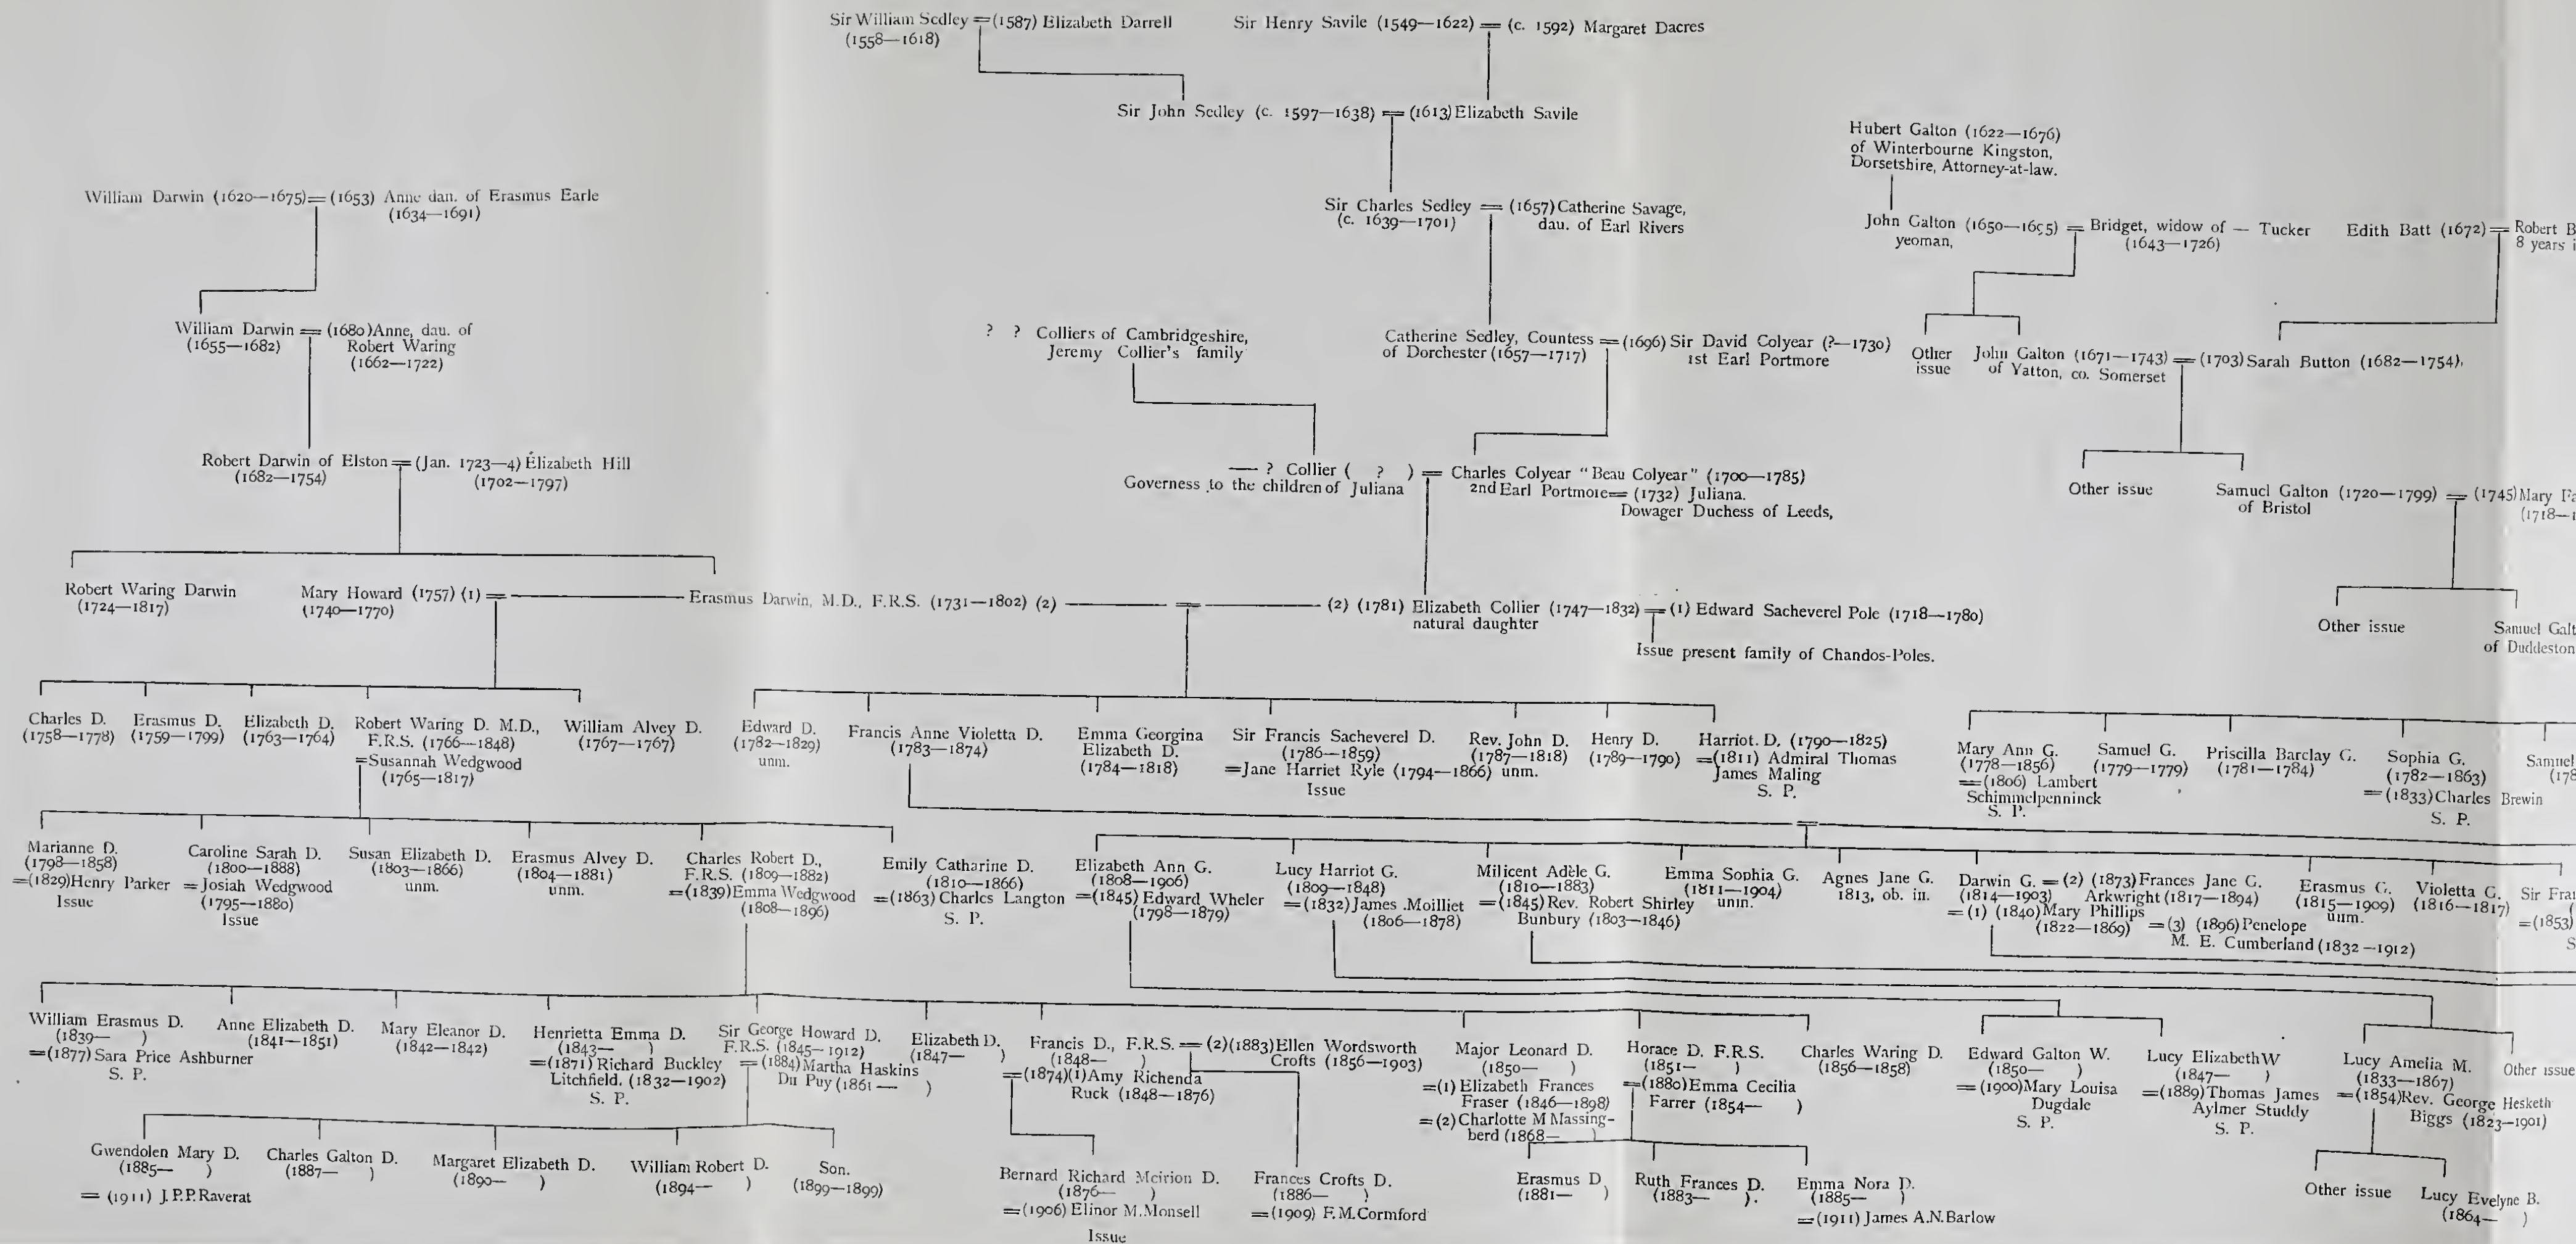 Sir William Sedley = (1587) Elizabeth Darrell
(1558—1618)
Sir Henry Savile (1549—1622) = (c. 1592) Margaret Dacres
Sir John Sedley (c. 1597—1638) = (1613) Elizabeth Savile
Hubert Galton (1622—1676)
of Winterbourne Kingston,
Dorsetshire, Attorney-at-law.
William Darwin (1620—1675) = (1653) Anne dau. of Erasmus Earle
(1634—1691)
Sir Charles Sedley = (1657) Catherine Savage,
(c. 1639—1701) dau. of Earl Rivers
John Galton (1650—1695) = Bridget, widow of — Tucker
yeoman, (1643—1726)
Edith Batt (1672) = Robert
8 years
William Darwin = (1680) Anne, dau. of
(1655—1682) Robert Waring
(1662—1722)
? ? Colliers of Cambridgeshire,
Jeremy Collier's family
Catherine Sedley, Countess = (1696) Sir David Colyear (?—1730)
of Dorchester (1657—1717) 1st Earl Portmore
Other
issue
John Galton (1671—1743) = (1703) Sarah Button (1682—1754),
of Yatton, co. Somerset
Robert Darwin of Elston = (Jan. 1723—4) Élizabeth Hill
(1682—1754) (1702—1797)
— ? Collier ( ? ) = Charles Colyear "Beau Colyear" (1700—1785)
Governess to the children of Juliana 2nd Earl Portmore = (1732) Juliana.
Dowager Duchess of Leeds,
Other issue
Samuel Galton (1720—1799) = (1745) Mary
of Bristol (1718—
Robert Waring Darwin
(1724—1817)
Mary Howard (1757) (1) = Erasmus Darwin, M.D., F.R.S. (1731—1802) (2) = (2) (1781) Elizabeth Collier (1747—1832) = (1) Edward Sacheverel Pole (1718—1780)
(1740—1770) natural daughter
Issue present family of Chandos-Poles.
Other issue
Samuel Galt
of Duddeston
Charles D.
(1758—1778)
Erasmus D.
(1759—1799)
Elizabeth D.
(1763—1764)
Robert Waring D. M.D.,
F.R.S. (1766—1848)
=Susannah Wedgwood
(1765—1817)
William Alvey D.
(1767—1767)
Edward D.
(1782—1829)
unm.
Francis Anne Violetta D.
(1783—1874)
Emma Georgina
Elizabeth D.
(1784—1818)
Sir Francis Sacheverel D.
(1786—1859)
=Jane Harriet Ryle (1794—1866)
Issue
Rev. John D.
(1787—1818)
unm.
Henry D.
(1789—1790)
Harriot. D. (1790—1825)
=(1811) Admiral Thomas
James Maling
S. P.
Mary Ann G.
(1778—1856)
=(1806) Lambert
Schimmelpenninck
S. P.
Samuel G.
(1779—1779)
Priscilla Barclay G.
(1781—1784)
Sophia G.
(1782—1863)
=(1833) Charles Brewin
S. P.
Samuel
(178
Marianne D.
(1798—1858)
=(1829) Henry Parker
Issue
Caroline Sarah D.
(1800—1888)
=Josiah Wedgwood
(1795—1880)
Issue
Susan Elizabeth D.
(1803—1866)
unm.
Erasmus Alvey D.
(1804—1881)
unm.
Charles Robert D.,
F.R.S. (1809—1882)
=(1839) Emma Wedgwood
(1808—1896)
Emily Catharine D.
(1810—1866)
=(1863) Charles Langton
S. P.
Elizabeth Ann G.
(1808—1906)
=(1845) Edward Wheler
(1798—1879)
Lucy Harriot G.
(1809—1848)
=(1832) James Moilliet
(1806—1878)
Milicent Adèle G.
(1810—1883)
=(1845) Rev. Robert Shirley
Bunbury (1803—1846)
Emma Sophia G.
(1811—1904)
unm.
Agnes Jane G.
1813, ob. in.
Darwin G. = (2) (1873) Frances Jane G.
(1814—1903) Arkwright (1817—1894)
=(1) (1840) Mary Phillips
(1822—1869) =(3) (1896) Penelope
M. E. Cumberland (1832—1912)
Erasmus G.
(1815—1909)
unm.
Violetta G.
(1816—1817)
Sir Fra
(
=(1853)
S
William Erasmus D.
(1839— )
=(1877) Sara Price Ashburner
S. P.
Anne Elizabeth D.
(1841—1851)
Mary Eleanor D.
(1842—1842)
Henrietta Emma D.
(1843— )
=(1871) Richard Buckley
Litchfield. (1832—1902)
S. P.
Sir George Howard D.
F.R.S. (1845—1912)
=(1884) Martha Haskins
Du Puy (1861— )
Elizabeth D.
(1847— )
Francis D., F.R.S. = (2)(1883) Ellen Wordsworth
(1848— ) Crofts (1856—1903)
=(1874)(1) Amy Richenda
Ruck (1848—1876)
Major Leonard D.
(1850— )
=(1) Elizabeth Frances
Fraser (1846—1898)
=(2) Charlotte M Massing-
berd (1868— )
Horace D. F.R.S.
(1851— )
=(1880) Emma Cecilia
Farrer (1854— )
Charles Waring D.
(1856—1858)
Edward Galton W.
(1850— )
=(1900) Mary Louisa
Dugdale
S. P.
Lucy Elizabeth W
(1847— )
=(1889) Thomas James
Aylmer Studdy
S. P.
Lucy Amelia M.
(1833—1867)
=(1854) Rev. George Hesketh
Biggs (1823—1901)
Other issue
Gwendolen Mary D.
(1885— )
= (1911) J.P.P. Raverat
Charles Galton D.
(1887— )
Margaret Elizabeth D.
(1890— )
William Robert D.
(1894— )
Son.
(1899—1899)
Bernard Richard Meirion D.
(1876— )
=(1906) Elinor M. Monsell
Issue
Frances Crofts D.
(1886— )
=(1909) F.M. Cormford
Erasmus D
(1881— )
Ruth Frances D.
(1883— ).
Emma Nora D.
(1885— )
=(1911) James A.N. Barlow
Other issue
Lucy Evelyne B.
(1864— )